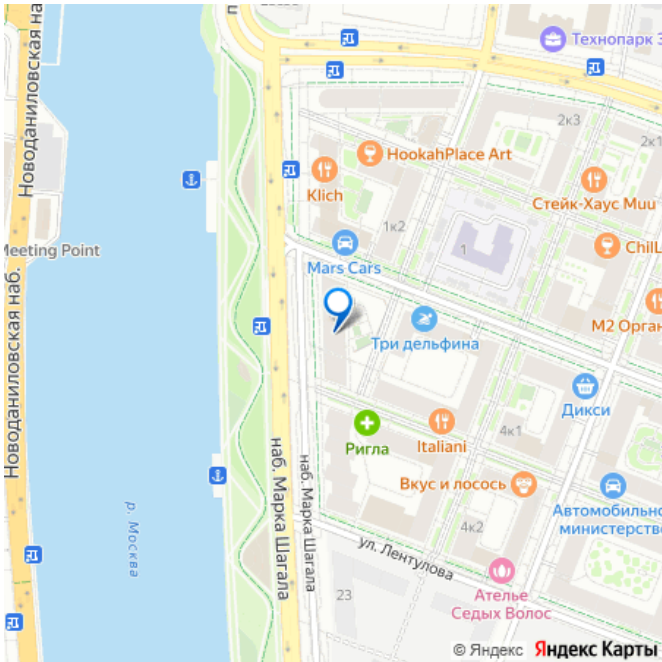 Новоданиловская наб.
Технопарк З
2к3
2к1
HookahPlace Art
Klich
Стейк-Хаус Muu
1к2
1
ChillL
Meeting Point
Mars Cars
М2 Орган
Три дельфина
Новоданиловская наб.
Дикси
4к1
Ригла
Italiani
наб. Марка Шагала
наб. Марка Шагала
Вкус и лосось
Автомобильно
министерство
р. Москва
4к2
ул. Лентулова
23
Ателье
Седых Волос
© Яндекс Яндекс Карты